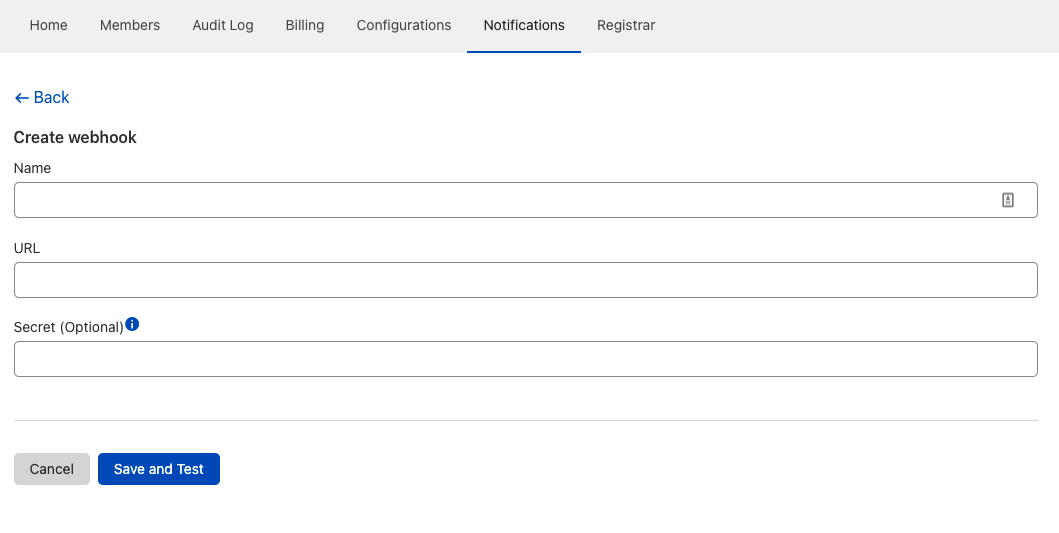 Home Members Audit Log Billing Configurations Notifications Registrar
← Back
Create webhook
Name
URL
Secret (Optional)
Cancel Save and Test